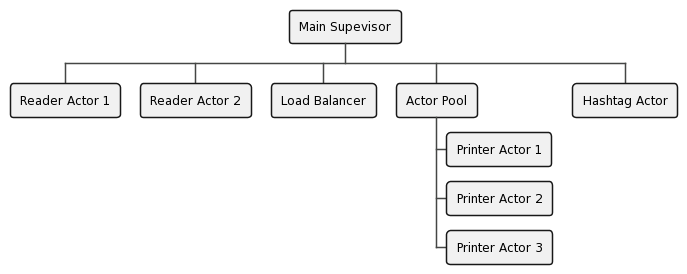 Main Supevisor
Reader Actor 1
Reader Actor 2
Load Balancer
Actor Pool
Hashtag Actor
Printer Actor 1
Printer Actor 2
Printer Actor 3